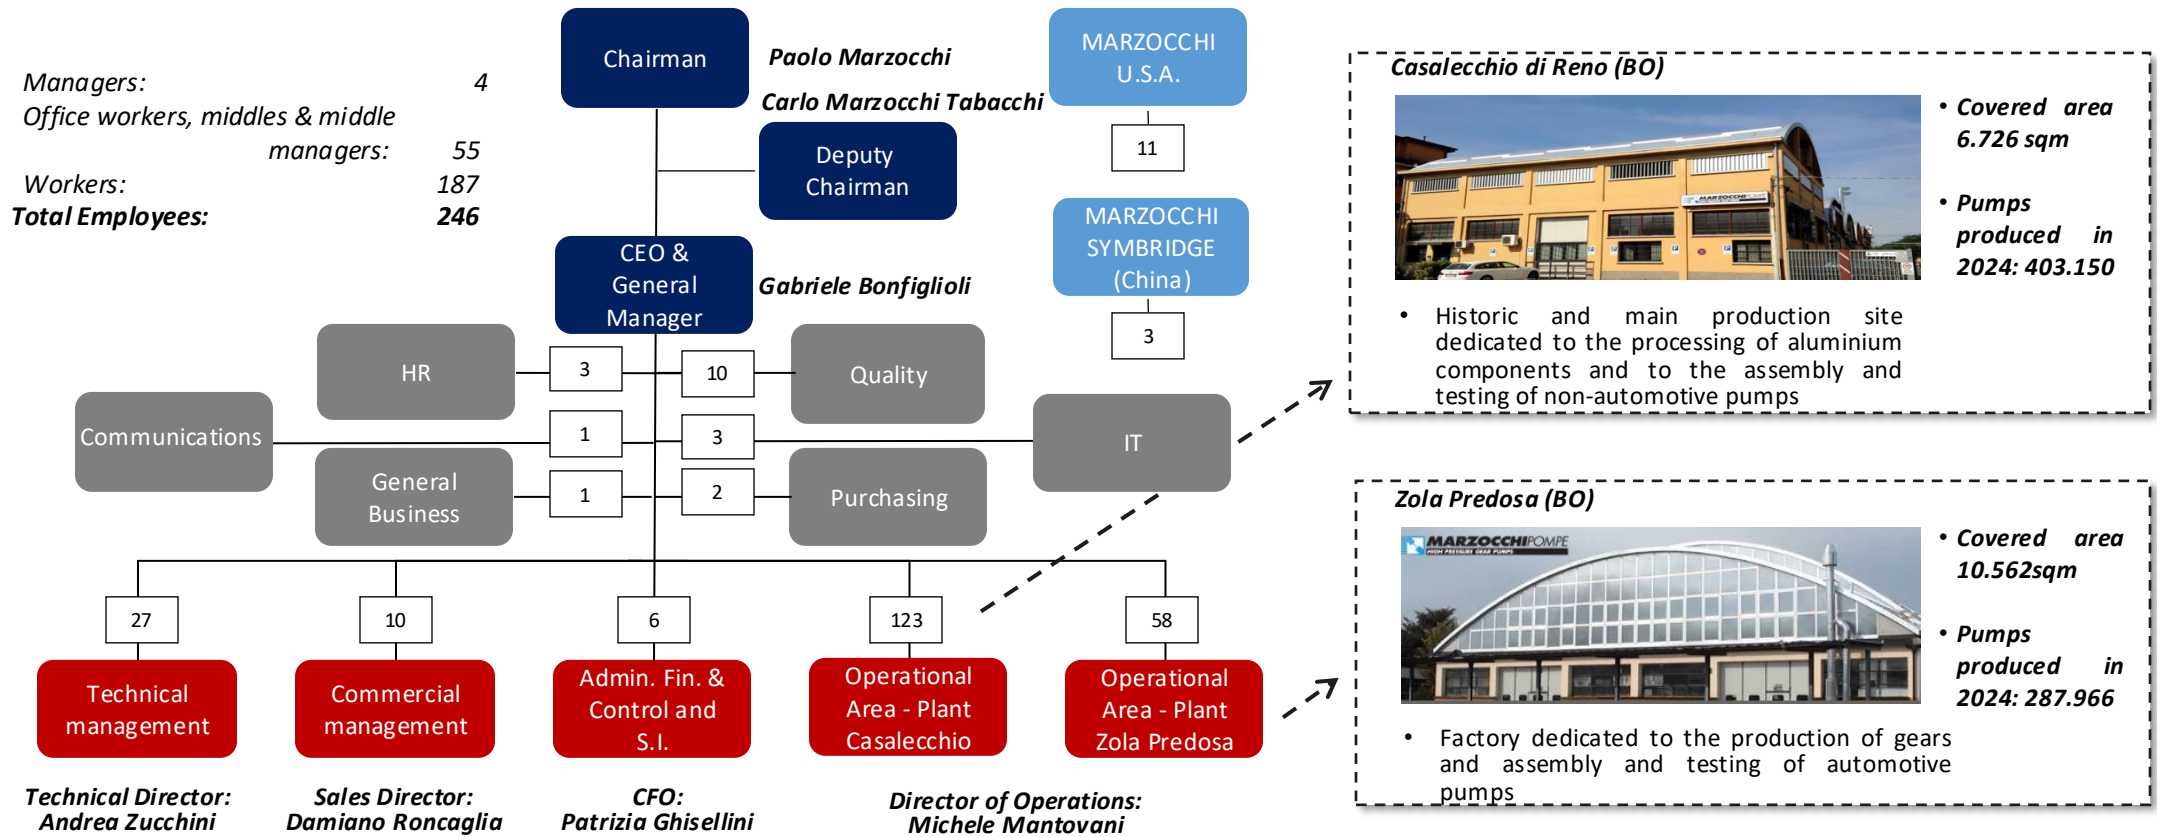 Managers: 4
Office workers, middles & middle
managers: 55
Workers: 187
Total Employees: 246
Chairman
Paolo Marzocchi
Carlo Marzocchi Tabacchi
Deputy
Chairman
CEO &
General
Manager
Gabriele Bonfiglioli
MARZOCCHI
U.S.A.
11
MARZOCCHI
SYMBRIDGE
(China)
3
HR
3
10
Quality
Communications
1
3
IT
General
Business
1
2
Purchasing
27
10
6
123
58
Technical
management
Commercial
management
Admin. Fin. &
Control and
S.I.
Operational
Area - Plant
Casalecchio
Operational
Area - Plant
Zola Predosa
Technical Director:
Andrea Zucchini
Sales Director:
Damiano Roncaglia
CFO:
Patrizia Ghisellini
Director of Operations:
Michele Mantovani
Casalecchio di Reno (BO)
MARZOCCHI POMPE
• Covered area
6.726 sqm
• Pumps
produced in
2024: 403.150
• Historic and main production site
dedicated to the processing of aluminium
components and to the assembly and
testing of non-automotive pumps
Zola Predosa (BO)
MARZOCCHIPOMPE
HIGH PRESSURE GEAR PUMPS
• Covered area
10.562sqm
• Pumps
produced in
2024: 287.966
• Factory dedicated to the production of gears
and assembly and testing of automotive
pumps